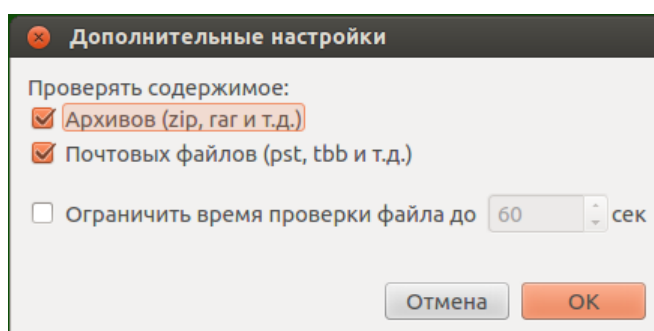 Дополнительные настройки
Проверять содержимое:
Архивов (zip, гаг и т.д.)
Почтовых файлов (pst, tbb и т.д.)
Ограничить время проверки файла до 60 сек
Отмена OK